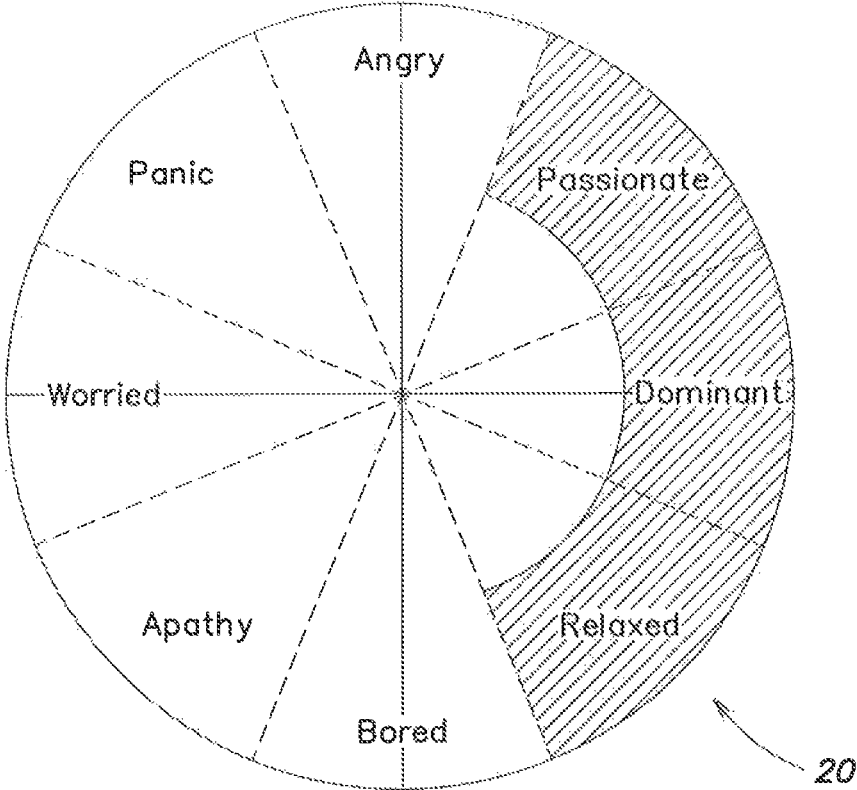 Angry
Panic
Passionate
Worried
Dominant
Apathy
Relaxed
Bored
20